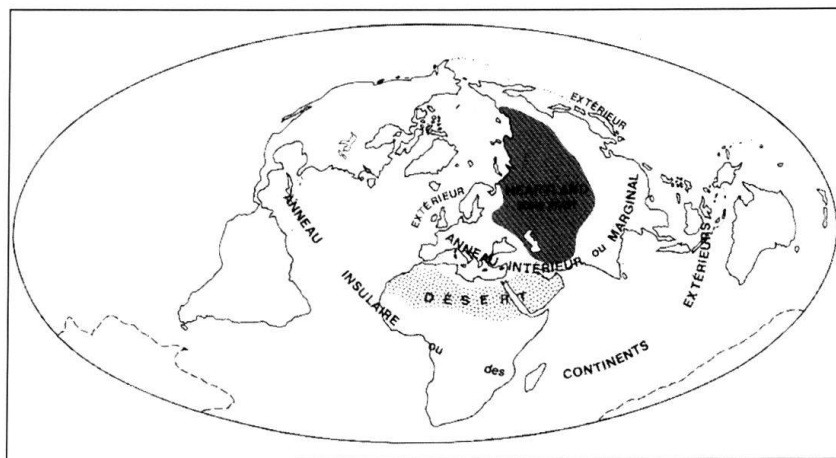 EXTÉRIEUR
EXTÉRIEUR
HEARTLAND
ANNEAU INTÉRIEUR ou MARGINAL
DÉSERT
ANNEAU INSULAIRE ou des CONTINENTS EXTÉRIEURS